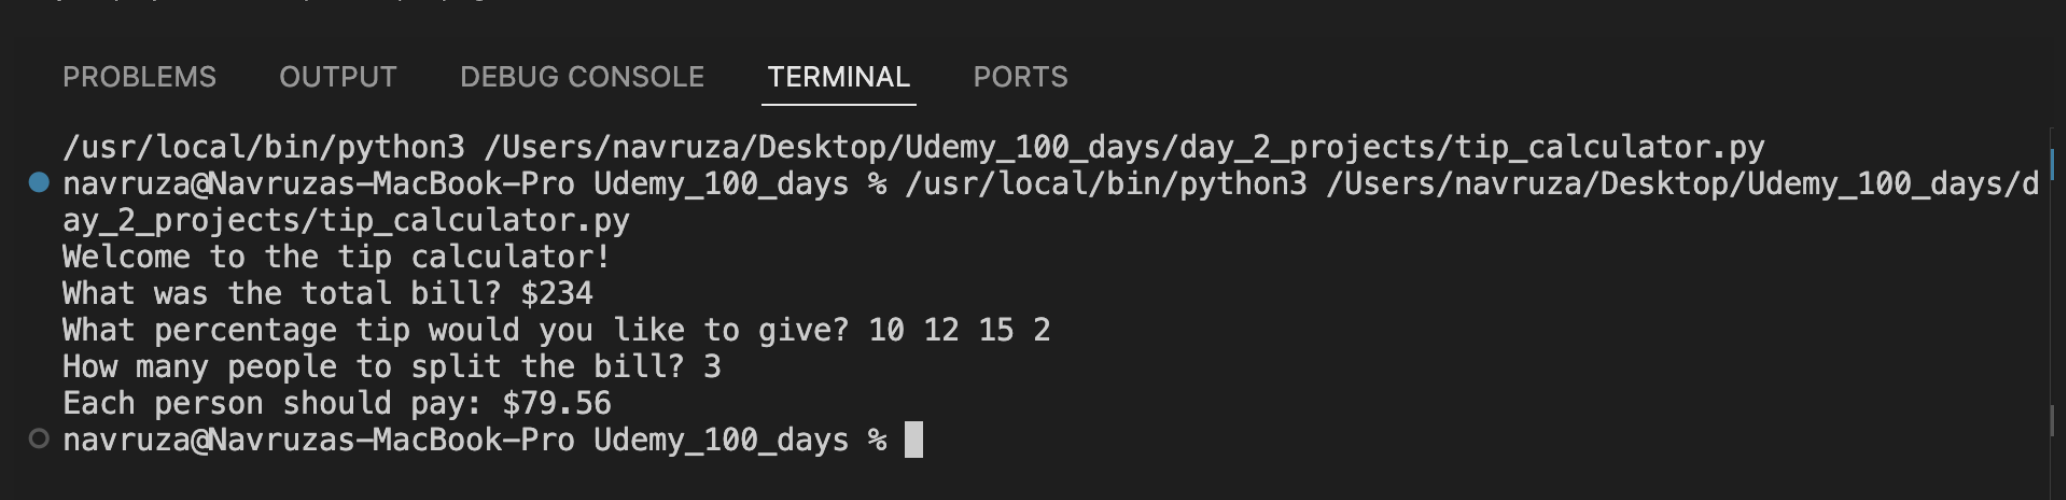 PROBLEMS OUTPUT DEBUG CONSOLE TERMINAL PORTS
/usr/local/bin/python3 /Users/navruza/Desktop/Udemy_100_days/day_2_projects/tip_calculator.py
navruza@Navruzas-MacBook-Pro Udemy_100_days % /usr/local/bin/python3 /Users/navruza/Desktop/Udemy_100_days/d
ay_2_projects/tip_calculator.py
Welcome to the tip calculator!
What was the total bill? $234
What percentage tip would you like to give? 10 12 15 2
How many people to split the bill? 3
Each person should pay: $79.56
navruza@Navruzas-MacBook-Pro Udemy_100_days %